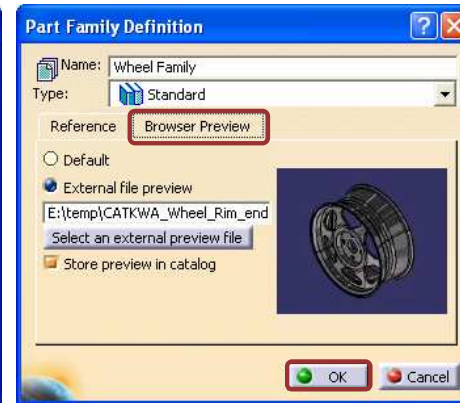 Part Family Definition
Name: Wheel Family
Type: Standard
Reference Browser Preview
Default
External file preview
E:\temp\CATKWA_Wheel_Rim_end
Select an external preview file
Store preview in catalog
OK Cancel